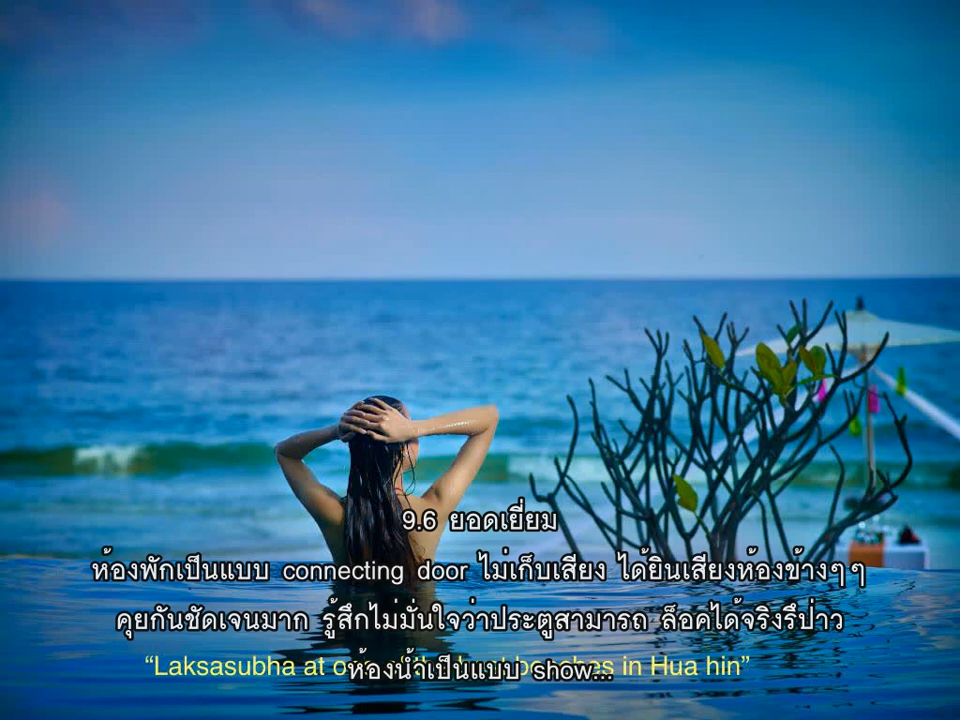 9.6 ยอดเยี่ยม
ห้องพักเป็นแบบ connecting door ไม่เก็บเสียง ได้ยินเสียงห้องข้างๆๆ
คุยกันชัดเจนมาก รู้สึกไม่มั่นใจว่าประตูสามารถ ล็อคได้จริงรึป่าว
ห้องน้ำเป็นแบบ show...
“Laksasubha at in Hua hin”